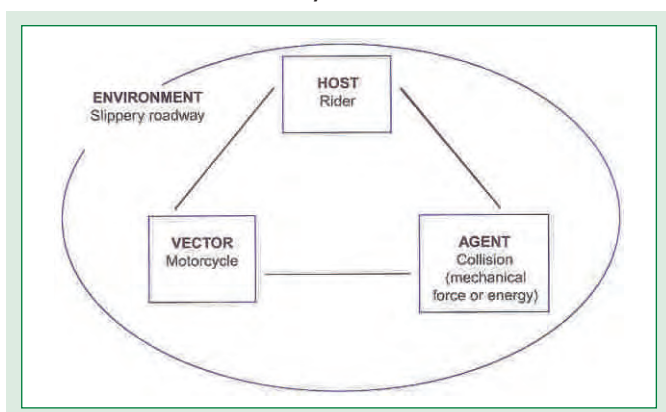 HOST
Rider
ENVIRONMENT
Slippery roadway
VECTOR
Motorcycle
AGENT
Collision
(mechanical
force or energy)